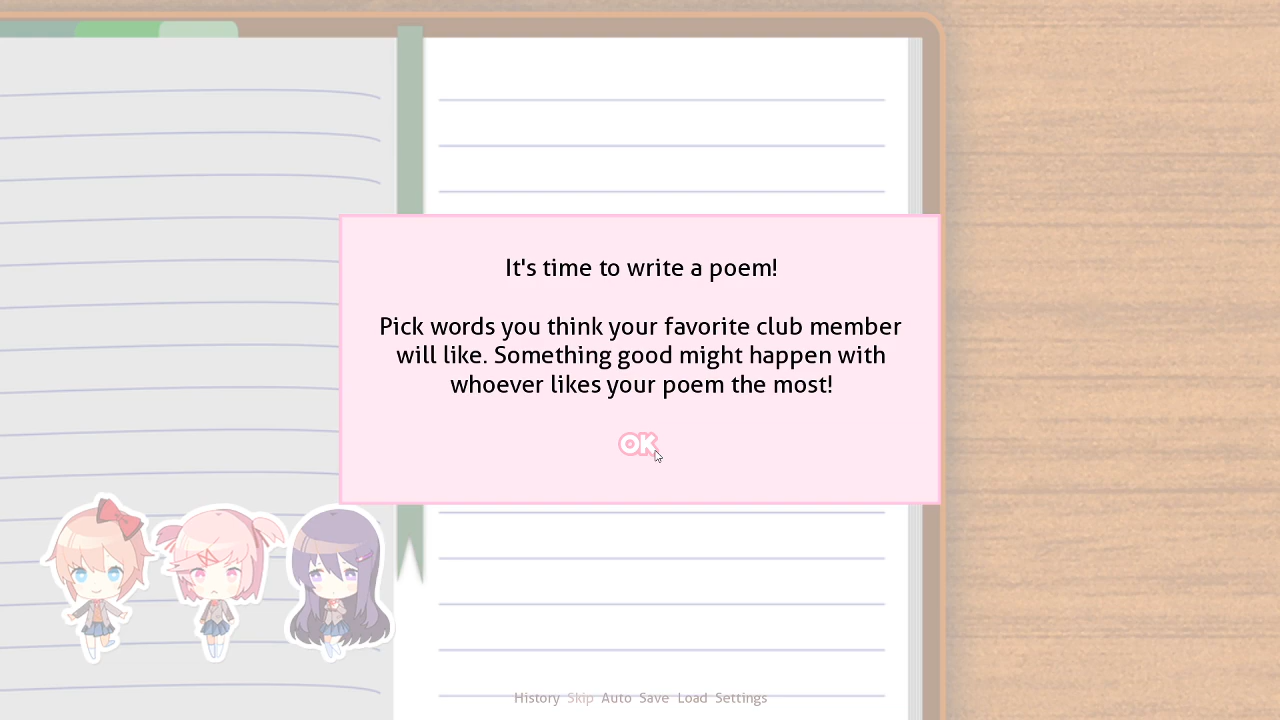 It's time to write a poem!
Pick words you think your favorite club member
will like. Something good might happen with
whoever likes your poem the most!
OK
History Skip Auto Save Load Settings